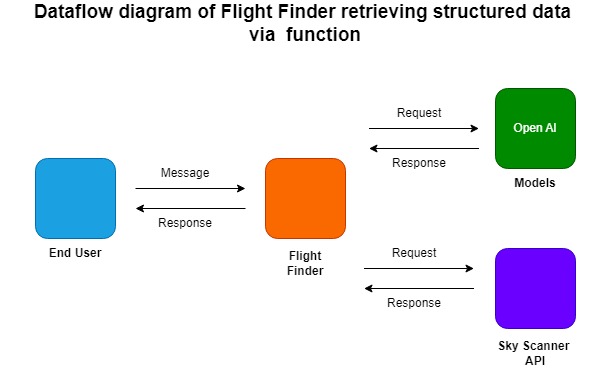 Dataflow diagram of Flight Finder retrieving structured data
via function
Request
Open AI
Response
Models
Message
Response
End User
Flight
Finder
Request
Response
Sky Scanner
API